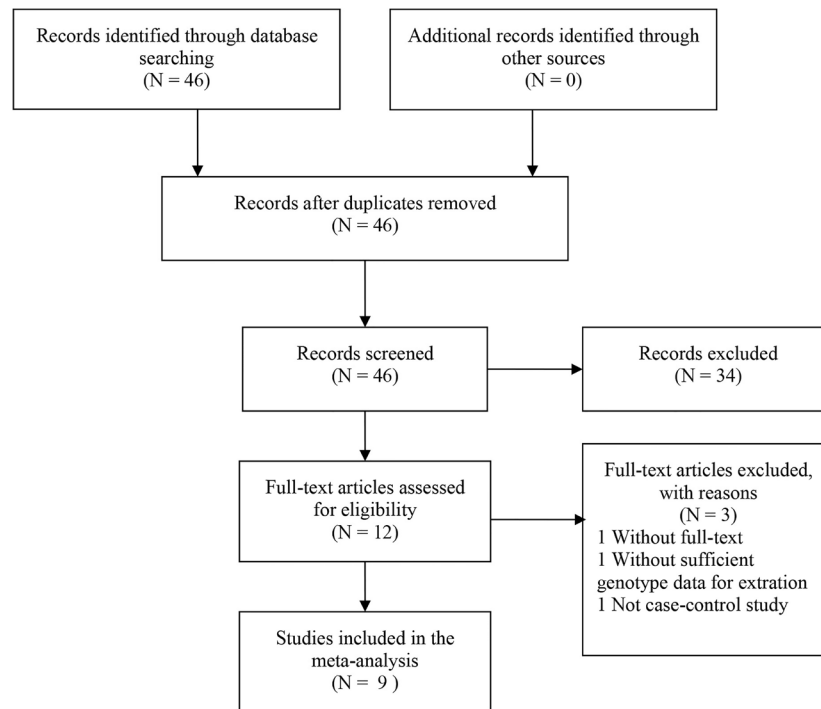 Records identified through database
searching
(N = 46)
Additional records identified through
other sources
(N = 0)
Records after duplicates removed
(N = 46)
Records screened
(N = 46)
Records excluded
(N = 34)
Full-text articles assessed
for eligibility
(N = 12)
Full-text articles excluded,
with reasons
(N = 3)
1 Without full-text
1 Without sufficient
genotype data for extration
1 Not case-control study
Studies included in the
meta-analysis
(N = 9 )